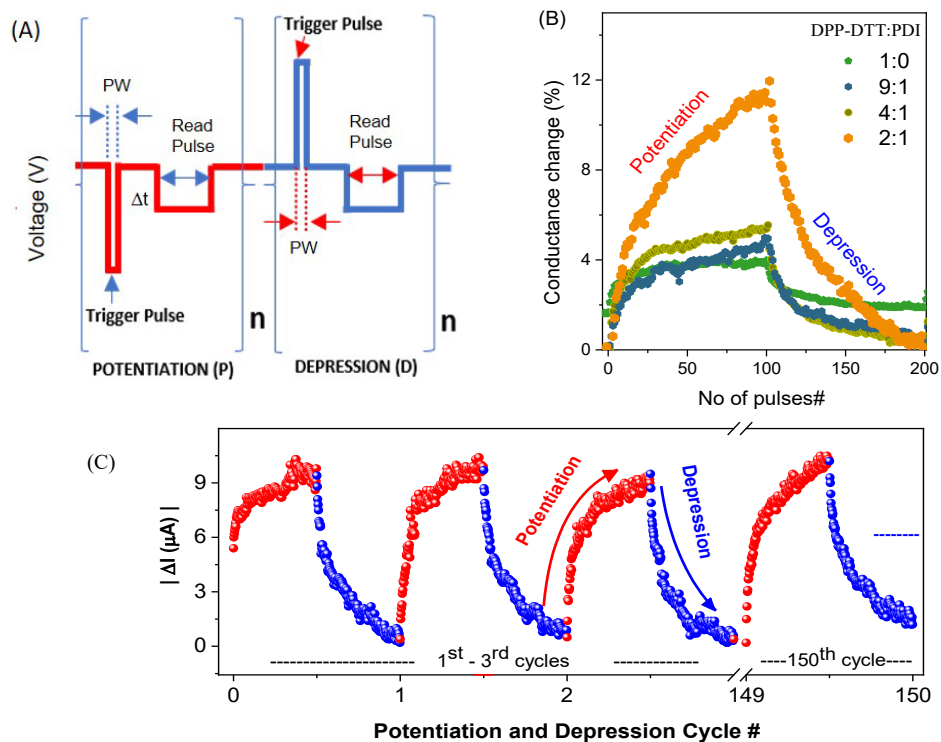 (A)
Trigger Pulse
PW
Read
Pulse
Read
Pulse
Δt
Voltage (V)
PW
Trigger Pulse
n
n
POTENTIATION (P)
DEPRESSION (D)
(B)
DPP-DTT:PDI
1:0
9:1
4:1
2:1
Potentiation
Depression
Conductance change (%)
12
8
4
0
0
50
100
150
200
No of pulses#
(C)
| ΔI (μA) |
9
6
3
0
Potentiation
Depression
1st - 3rd cycles
150th cycle
0
1
2
149
150
Potentiation and Depression Cycle #